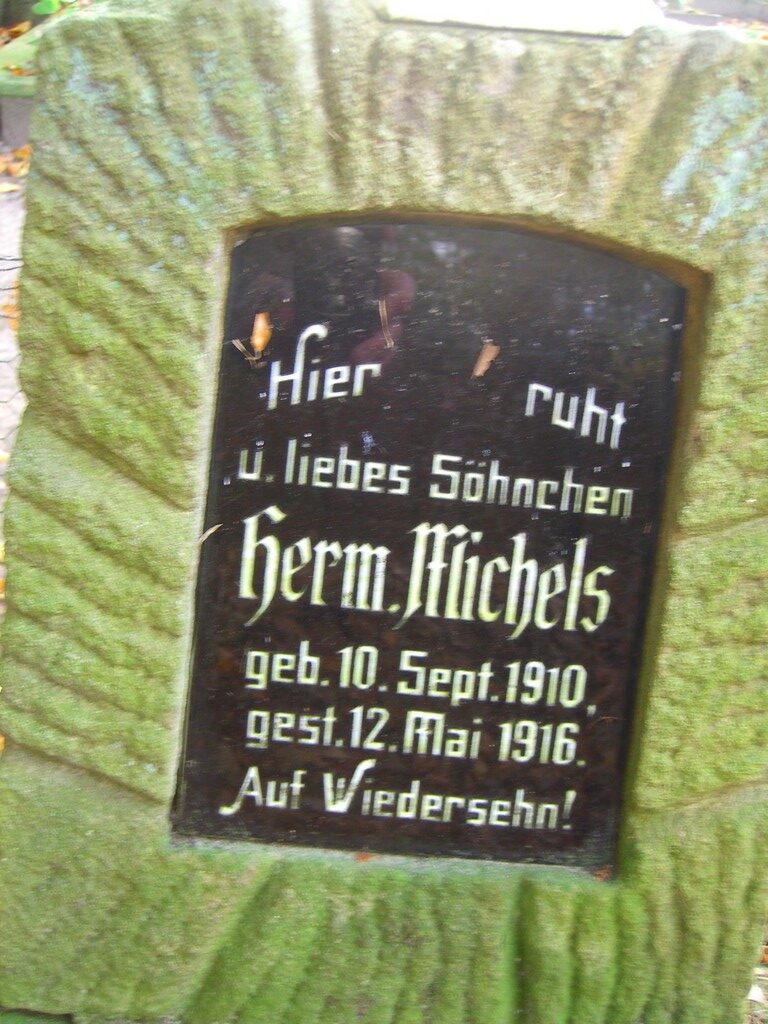 Hier ruht
u. liebes Söhnchen
Herm. Michels
geb. 10. Sept. 1910,
gest. 12. Mai 1916.
Auf Wiedersehn!